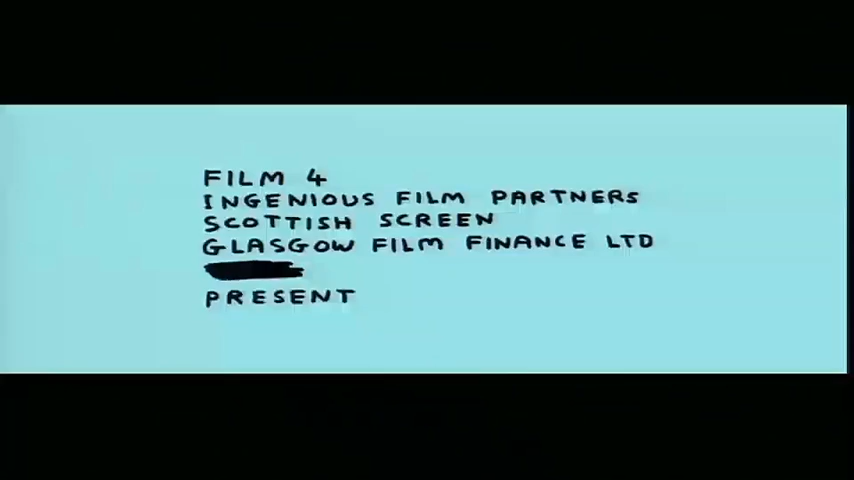 FILM 4
INGENIOUS FILM PARTNERS
SCOTTISH SCREEN
GLASGOW FILM FINANCE LTD
PRESENT